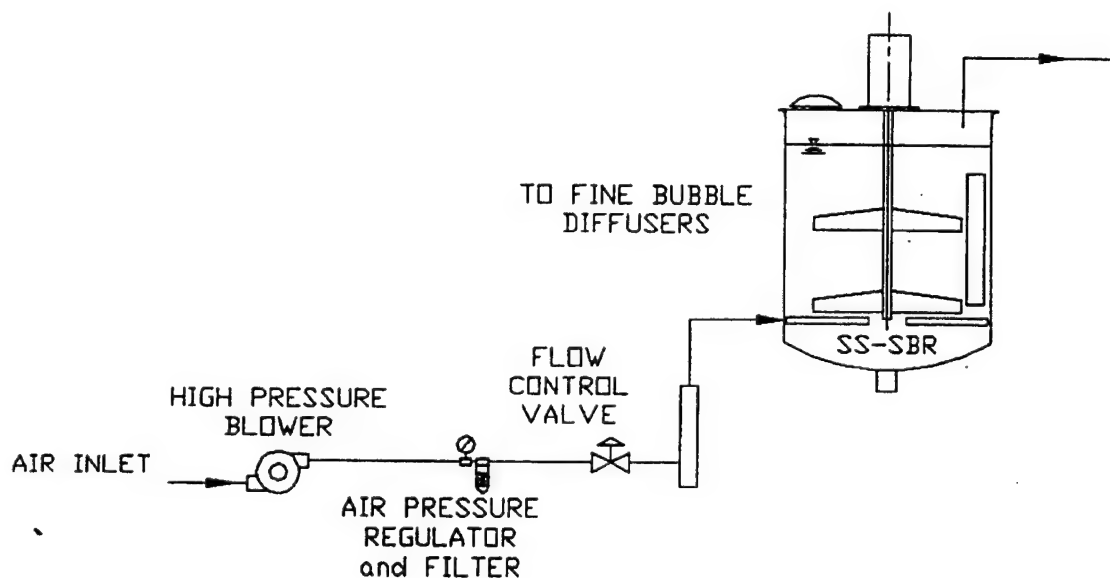 TO FINE BUBBLE
DIFFUSERS
SS-SBR
FLOW
CONTROL
VALVE
HIGH PRESSURE
BLOWER
AIR INLET
AIR PRESSURE
REGULATOR
and FILTER